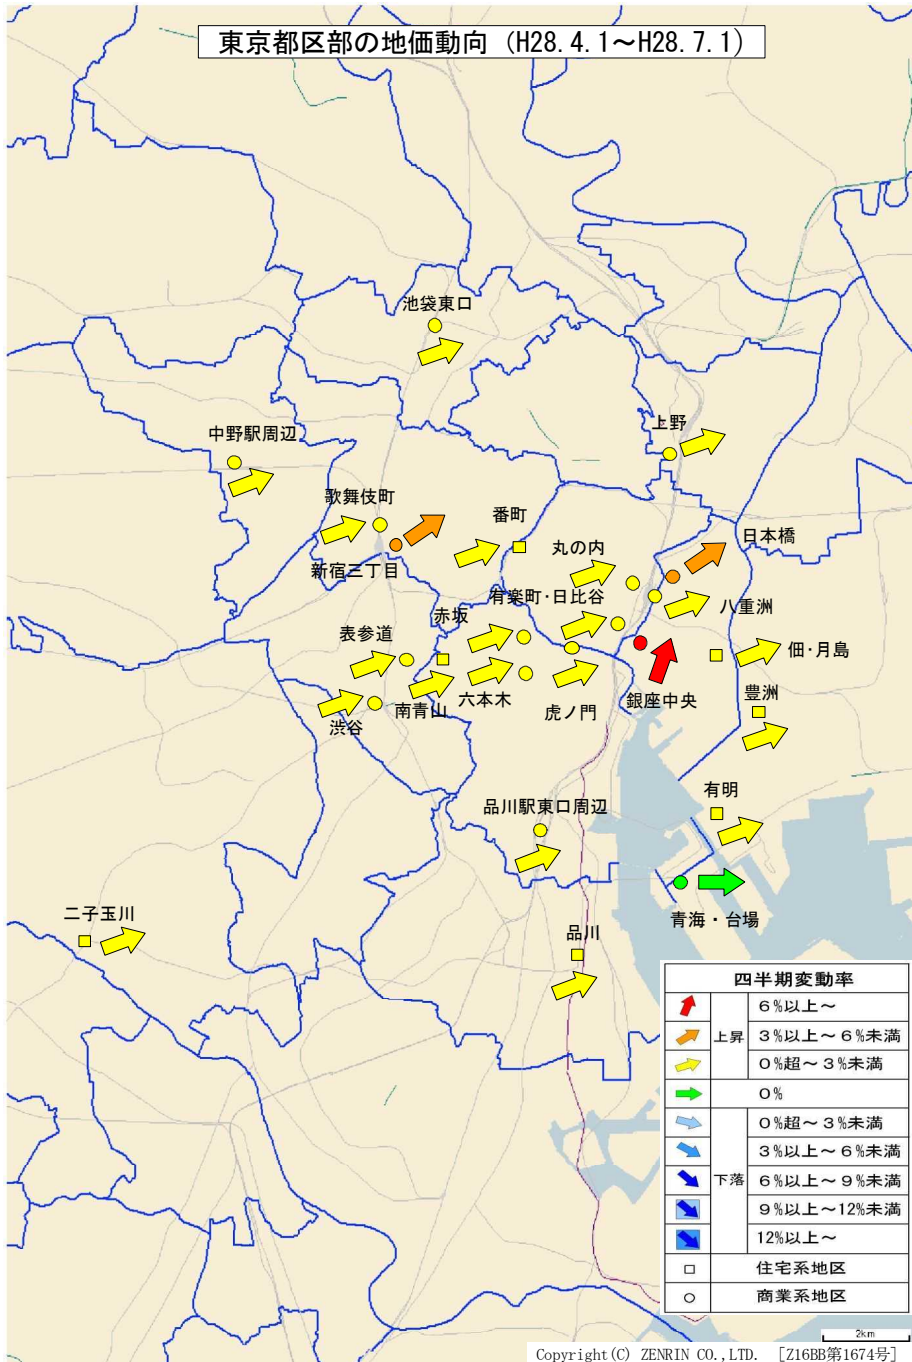 東京都区部の地価動向 (H28.4.1～H28.7.1)
池袋東口
上野
中野駅周辺
歌舞伎町
番町
日本橋
丸の内
新宿三丁目
有楽町・日比谷
八重洲
赤坂
表参道
佃・月島
豊洲
六本木
銀座中央
南青山
虎ノ門
渋谷
有明
品川駅東口周辺
二子玉川
青海・台場
品川
四半期変動率
上昇
6%以上～
3%以上～6%未満
0%超～3%未満
0%
下落
0%超～3%未満
3%以上～6%未満
6%以上～9%未満
9%以上～12%未満
12%以上～
住宅系地区
商業系地区
2km
Copyright(C) ZENRIN CO.,LTD. [Z16BB第1674号]